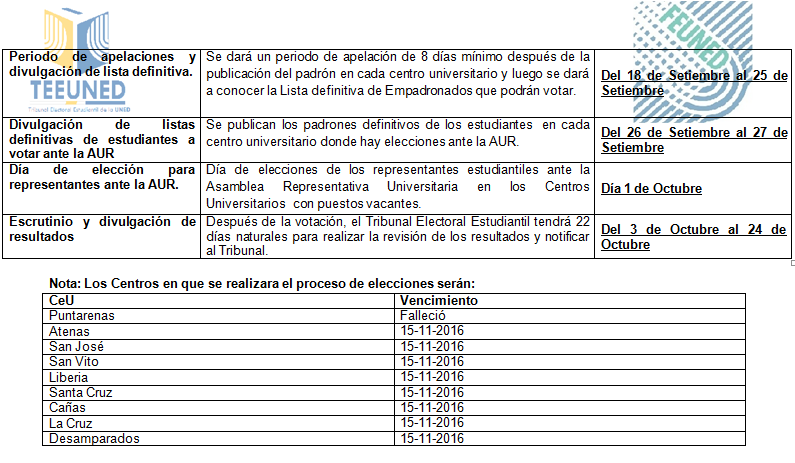 FEUNED
TEEUNED
Tribunal Electoral Estudiantil de la UNED
Periodo de apelaciones y
divulgación de lista definitiva.
Se dará un periodo de apelación de 8 días mínimo después de la
publicación del padrón en cada centro universitario y luego se dará
a conocer la Lista definitiva de Empadronados que podrán votar.
Del 18 de Setiembre al 25 de
Setiembre
Divulgación de listas
definitivas de estudiantes a
votar ante la AUR
Se publican los padrones definitivos de los estudiantes en cada
centro universitario donde hay elecciones ante la AUR.
Del 26 de Setiembre al 27 de
Setiembre
Día de elección para
representantes ante la AUR.
Día de elecciones de los representantes estudiantiles ante la
Asamblea Representativa Universitaria en los Centros
Universitarios con puestos vacantes.
Día 1 de Octubre
Escrutinio y divulgación de
resultados
Después de la votación, el Tribunal Electoral Estudiantil tendrá 22
días naturales para realizar la revisión de los resultados y notificar
al Tribunal.
Del 3 de Octubre al 24 de
Octubre
Nota: Los Centros en que se realizara el proceso de elecciones serán:
CeU Vencimiento
Puntarenas Falleció
Atenas 15-11-2016
San José 15-11-2016
San Vito 15-11-2016
Liberia 15-11-2016
Santa Cruz 15-11-2016
Cañas 15-11-2016
La Cruz 15-11-2016
Desamparados 15-11-2016